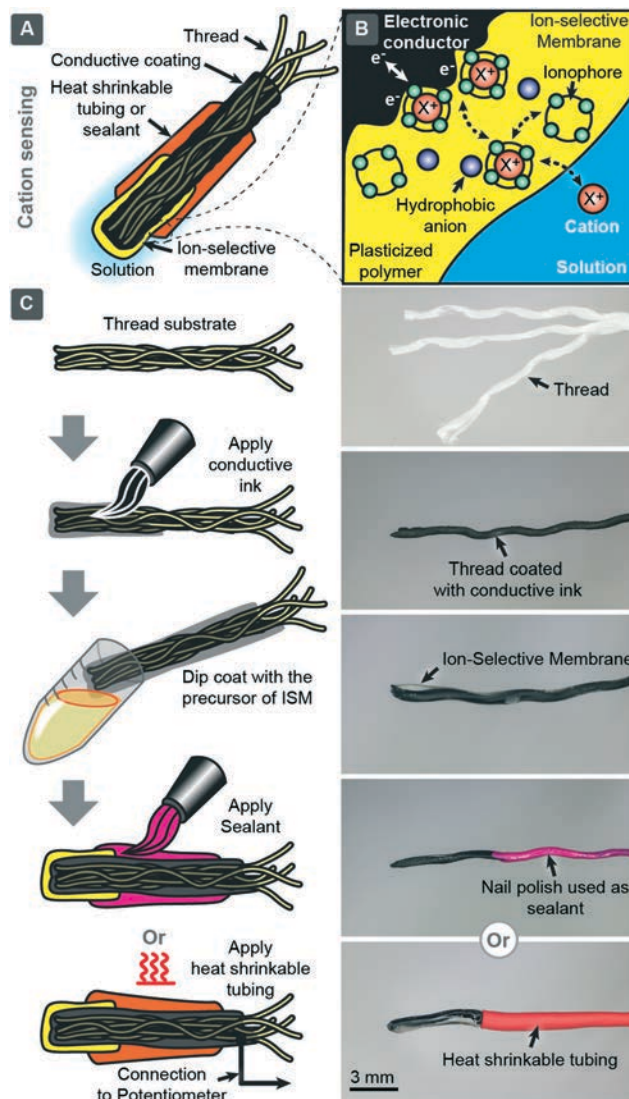 A
Cation sensing
Thread
Conductive coating
Heat shrinkable
tubing or
sealant
Solution
Ion-selective
membrane
B
Electronic
conductor
Ion-selective
Membrane
e-
e-
e-
X+
X+
X+
X+
Ionophore
Hydrophobic
anion
Cation
Plasticized
polymer
Solution
C
Thread substrate
Thread
Apply
conductive
ink
Thread coated
with conductive ink
Dip coat with the
precursor of ISM
Ion-Selective Membrane
Apply
Sealant
Nail polish used as
sealant
Or
Or
Apply
heat shrinkable
tubing
Connection
to Potentiometer
Heat shrinkable tubing
3 mm